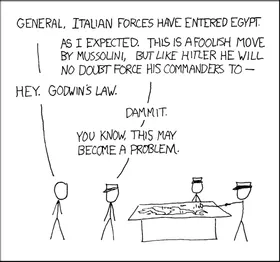 GENERAL, ITALIAN FORCES HAVE ENTERED EGYPT.
AS I EXPECTED. THIS IS A FOOLISH MOVE
BY MUSSOLINI, BUT LIKE HITLER HE WILL
NO DOUBT FORCE HIS COMMANDERS TO—
HEY. GODWIN'S LAW.
DAMMIT.
YOU KNOW, THIS MAY
BECOME A PROBLEM.